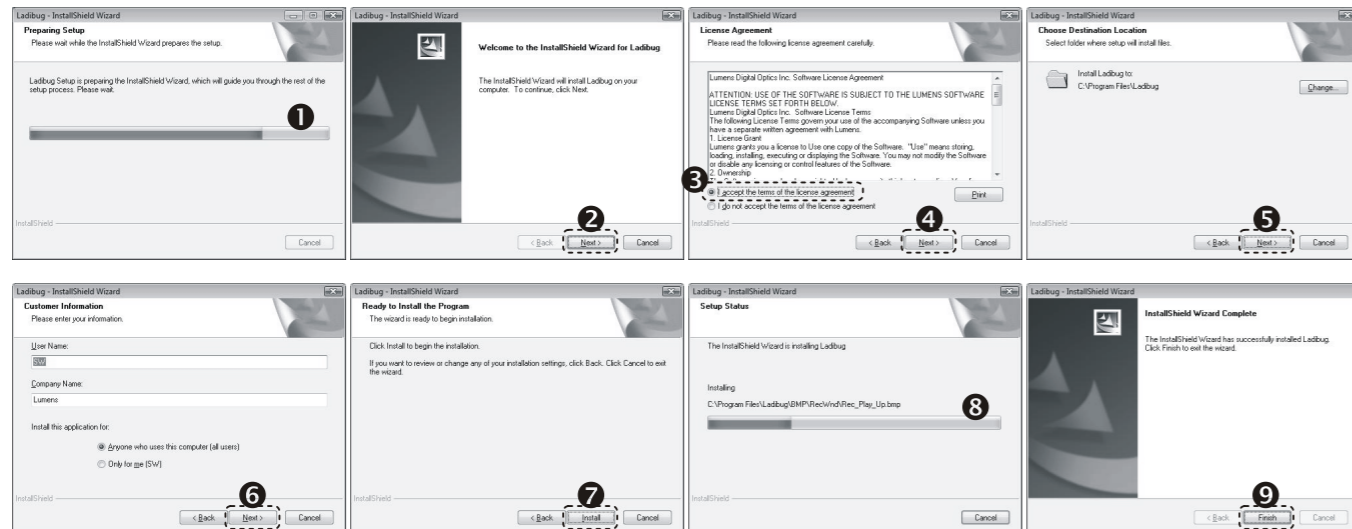 Ladibug - InstallShield Wizard
Preparing Setup
Please wait while the InstallShield Wizard prepares the setup.
Ladibug Setup is preparing the InstallShield Wizard, which will guide you through the rest of the
setup process. Please wait.
1
InstallShield
Cancel
Ladibug - InstallShield Wizard
Welcome to the InstallShield Wizard for Ladibug
The InstallShield Wizard will install Ladibug on your
computer. To continue, click Next.
2
< Back
Next >
Cancel
Ladibug - InstallShield Wizard
License Agreement
Please read the following license agreement carefully.
Lumens Digital Optics Inc. Software License Agreement
ATTENTION: USE OF THE SOFTWARE IS SUBJECT TO THE LUMENS SOFTWARE
LICENSE TERMS SET FORTH BELOW.
Lumens Digital Optics Inc. Software License Terms
The following License Terms govern your use of the accompanying Software unless you
have a separate written agreement with Lumens.
1. License Grant
Lumens grants you a license to Use one copy of the Software. "Use" means storing,
loading, installing, executing or displaying the Software. You may not modify the Software
or disable any licensing or control features of the Software.
2. Ownership
3
I accept the terms of the license agreement
Print
I do not accept the terms of the license agreement
4
InstallShield
< Back
Next >
Cancel
Ladibug - InstallShield Wizard
Choose Destination Location
Select folder where setup will install files.
Install Ladibug to:
C:\Program Files\Ladibug
Change...
5
InstallShield
< Back
Next >
Cancel
Ladibug - InstallShield Wizard
Customer Information
Please enter your information.
User Name:
SW
Company Name:
Lumens
Install this application for:
Anyone who uses this computer (all users)
Only for me (SW)
6
InstallShield
< Back
Next >
Cancel
Ladibug - InstallShield Wizard
Ready to Install the Program
The wizard is ready to begin installation.
Click Install to begin the installation.
If you want to review or change any of your installation settings, click Back. Click Cancel to exit
the wizard.
7
InstallShield
< Back
Install
Cancel
Ladibug - InstallShield Wizard
Setup Status
The InstallShield Wizard is installing Ladibug
Installing
C:\Program Files\Ladibug\BMP\RecWnd\Rec_Play_Up.bmp
8
InstallShield
Cancel
Ladibug - InstallShield Wizard
InstallShield Wizard Complete
The InstallShield Wizard has successfully installed Ladibug.
Click Finish to exit the wizard.
9
< Back
Finish
Cancel